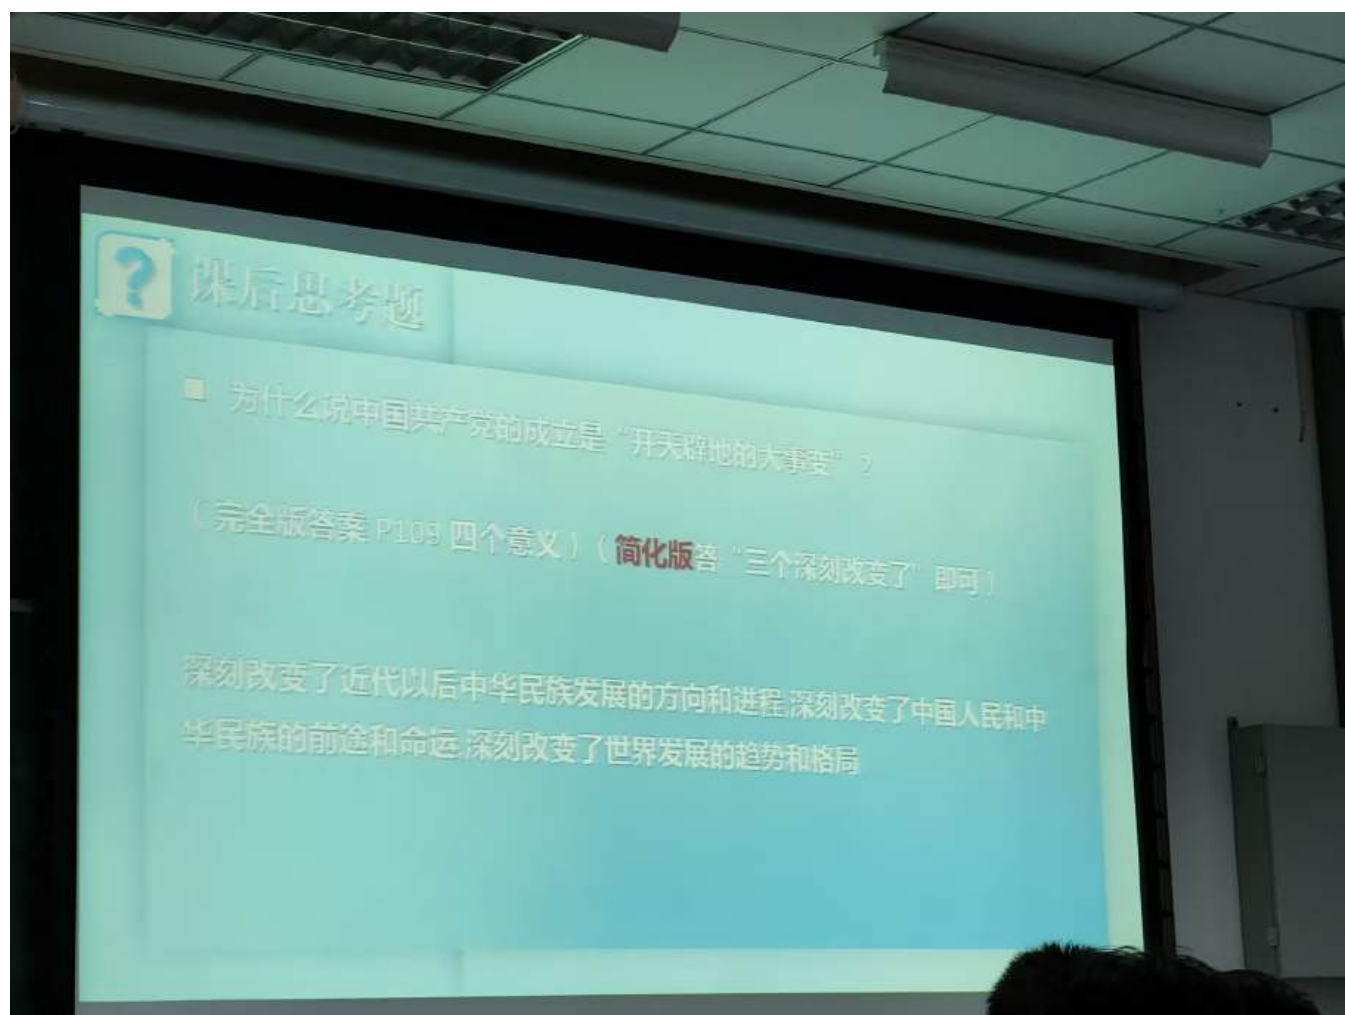 课后思考题
为什么说中国共产党的成立是“开天辟地的大事变”？
（完全版答案 P109 四个意义）（简化版答“三个深刻改变了”即可）
深刻改变了近代以后中华民族发展的方向和进程,深刻改变了中国人民和中
华民族的前途和命运,深刻改变了世界发展的趋势和格局